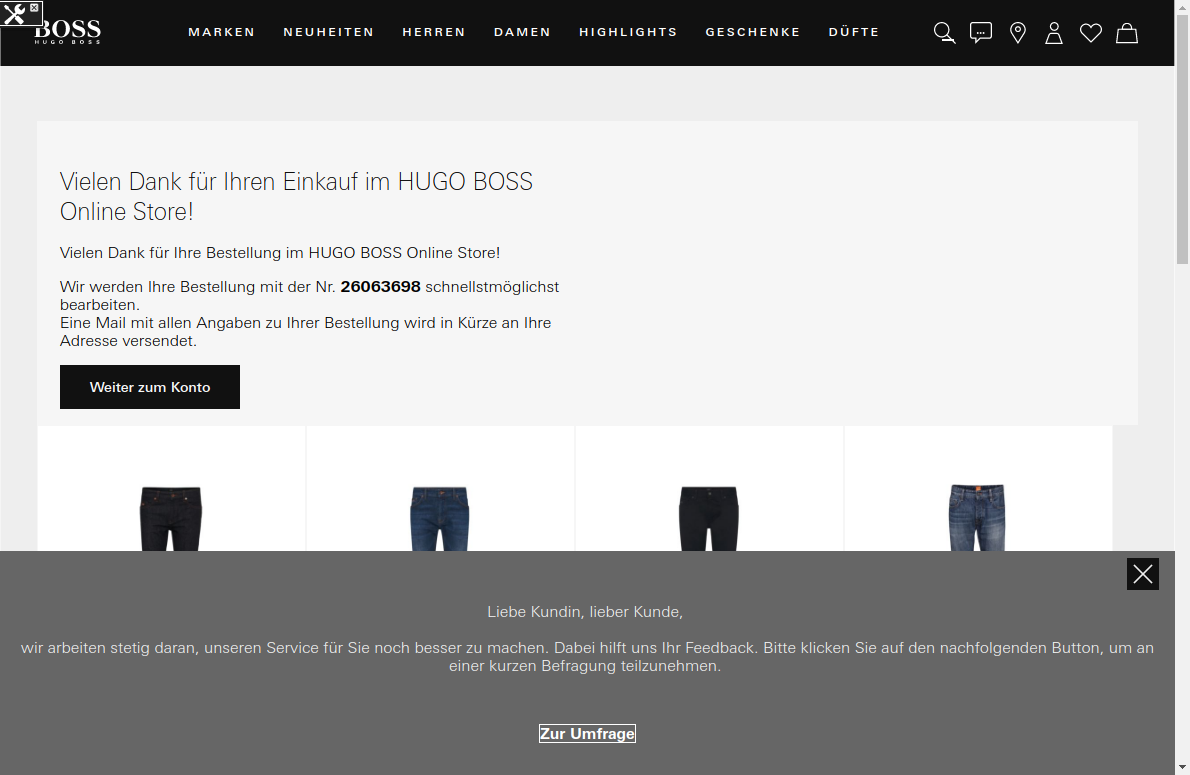 BOSS
HUGO BOSS
MARKEN NEUHEITEN HERREN DAMEN HIGHLIGHTS GESCHENKE DÜFTE
Vielen Dank für Ihren Einkauf im HUGO BOSS
Online Store!
Vielen Dank für Ihre Bestellung im HUGO BOSS Online Store!
Wir werden Ihre Bestellung mit der Nr. 26063698 schnellstmöglichst
bearbeiten.
Eine Mail mit allen Angaben zu Ihrer Bestellung wird in Kürze an Ihre
Adresse versendet.
Weiter zum Konto
Liebe Kundin, lieber Kunde,
wir arbeiten stetig daran, unseren Service für Sie noch besser zu machen. Dabei hilft uns Ihr Feedback. Bitte klicken Sie auf den nachfolgenden Button, um an
einer kurzen Befragung teilzunehmen.
Zur Umfrage